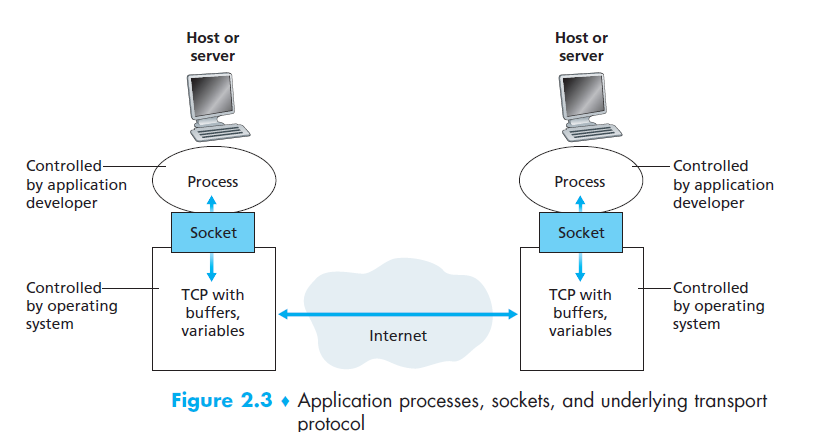 Host or
server
Host or
server
Controlled
by application
developer
Process
Process
Controlled
by application
developer
Socket
Socket
Controlled
by operating
system
TCP with
buffers,
variables
Internet
TCP with
buffers,
variables
Controlled
by operating
system
Figure 2.3 ♦ Application processes, sockets, and underlying transport
protocol